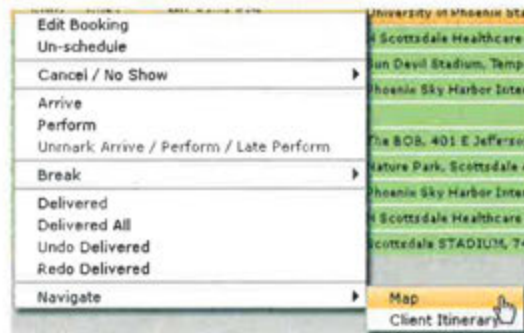 University of Phoenix Sta
Edit Booking
Un-schedule
Scottsdale Healthcare
Sun Devil Stadium, Temp
Cancel / No Show
Phoenix Sky Harbor Inter
Arrive
Perform
Unmark Arrive / Perform / Late Perform
The BOB, 401 E Jefferso
Nature Park, Scottsdale
Break
Phoenix Sky Harbor Inter
Delivered
Scottsdale Healthcare
Delivered All
Scottsdale STADIUM, 74
Undo Delivered
Redo Delivered
Navigate
Map
Client Itinerary